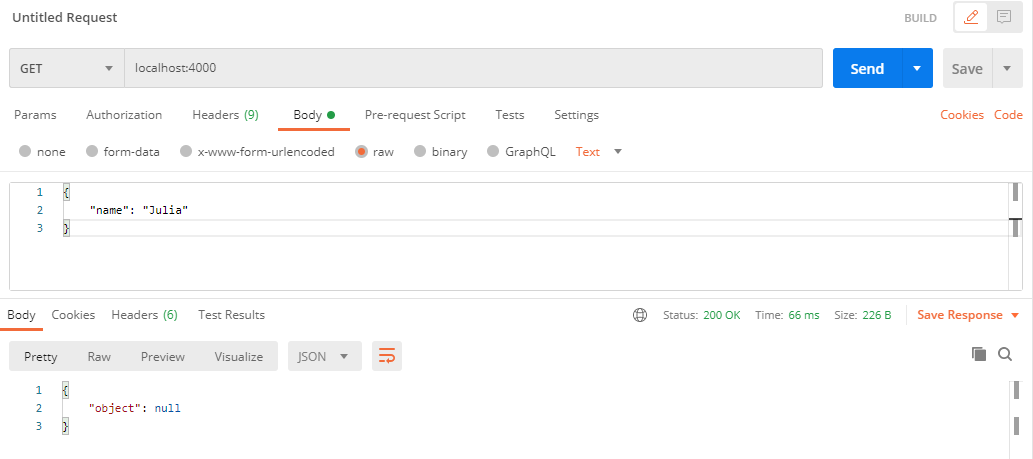 Untitled Request BUILD
GET localhost:4000 Send Save
Params Authorization Headers (9) Body Pre-request Script Tests Settings Cookies Code
none form-data x-www-form-urlencoded raw binary GraphQL Text
1 {
2 "name": "Julia"
3 }
Body Cookies Headers (6) Test Results Status: 200 OK Time: 66 ms Size: 226 B Save Response
Pretty Raw Preview Visualize JSON
1 {
2 "object": null
3 }